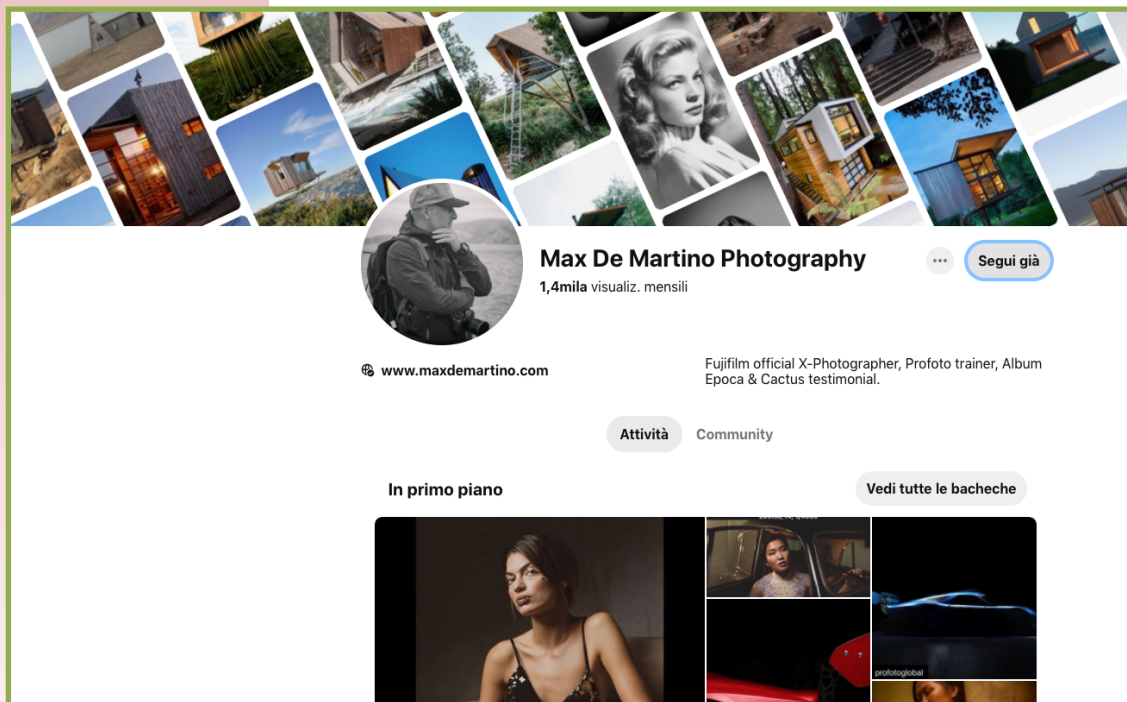 Max De Martino Photography
Segui già
1,4mila visualiz. mensili
www.maxdemartino.com
Fujifilm official X-Photographer, Profoto trainer, Album
Epoca & Cactus testimonial.
Attività
Community
In primo piano
Vedi tutte le bacheche
profotoglobal